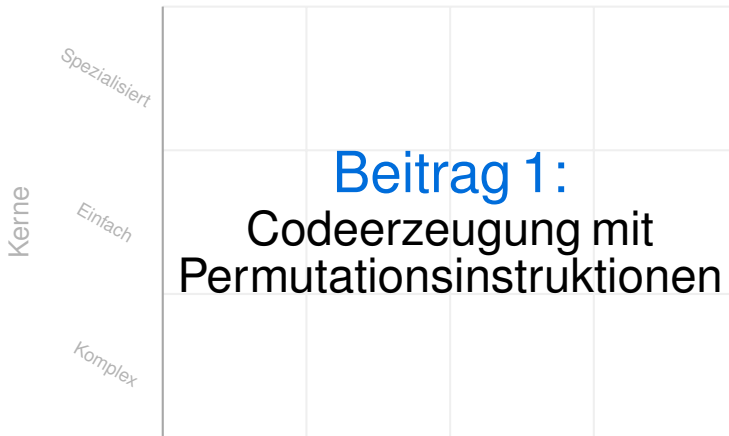 Spezialisiert
Beitrag 1:
Kerne
Einfach
Codeerzeugung mit
Permutationsinstruktionen
Komplex